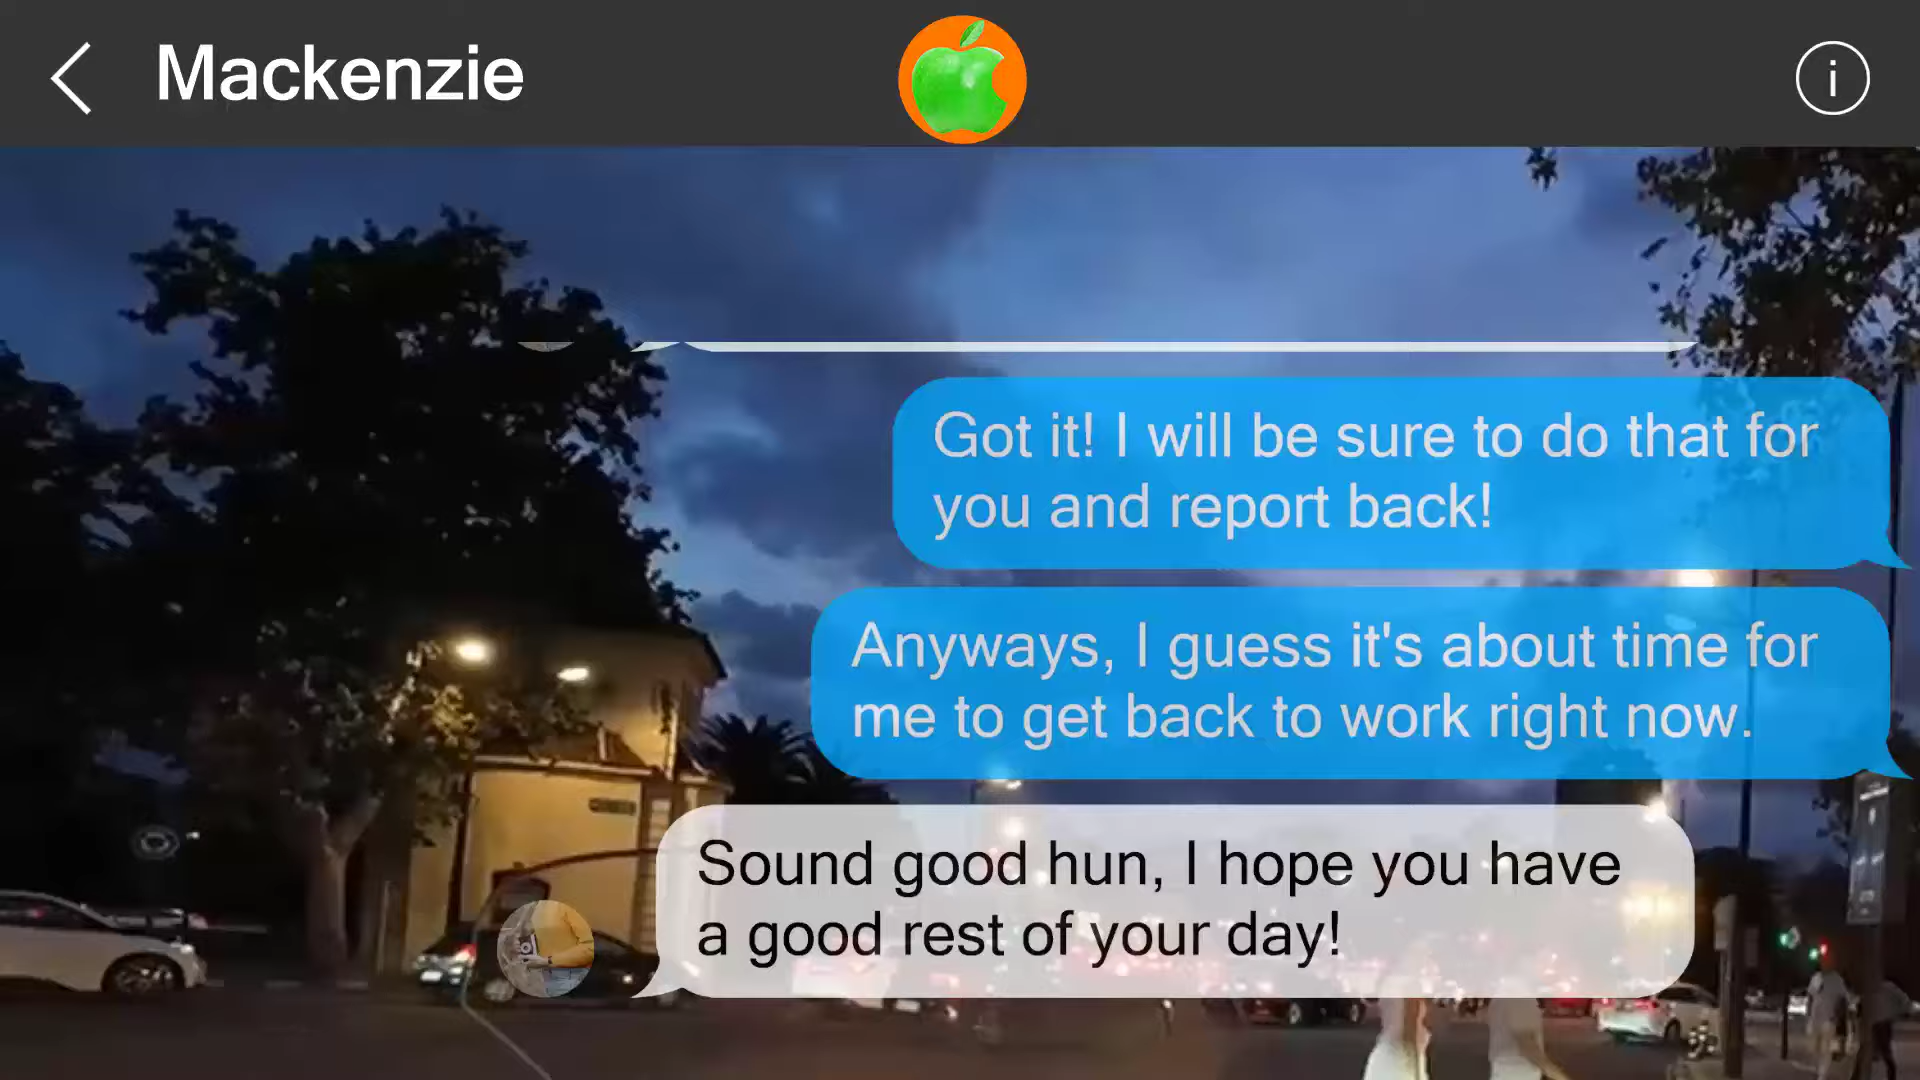 Mackenzie
Got it! I will be sure to do that for
you and report back!
Anyways, I guess it's about time for
me to get back to work right now.
Sound good hun, I hope you have
a good rest of your day!